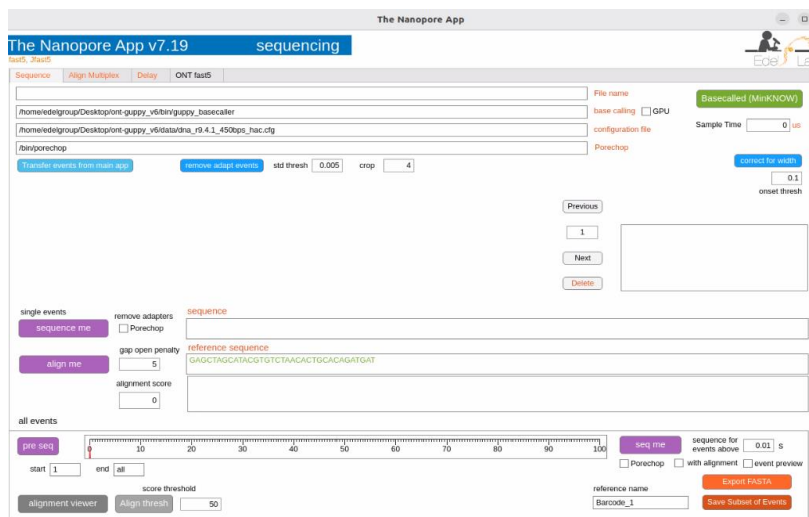 The Nanopore App
The Nanopore App v7.19 sequencing
fast5, Jfast5
Edel
Sequence Align Multiplex Delay ONT fast5
File name
Basecalled (MinKNOW)
/home/edelgroup/Desktop/ont-guppy_v6/bin/guppy_basecaller
base calling GPU
/home/edelgroup/Desktop/ont-guppy_v6/data/dna_r9.4.1_450bps_hac.cfg
configuration file
Sample Time 0 us
/bin/porechop
Porechop
Transfer events from main app remove adapt events std thresh 0.005 crop 4
correct for width
0.1
onset thresh
Previous
1
Next
Delete
single events
remove adapters
sequence
sequence me Porechop
gap open penalty
reference sequence
align me 5
GAGCTAGCATACGTGTCTAACACTGCACAGATGAT
alignment score
0
all events
pre seq
0 10 20 30 40 50 60 70 80 90 100
seq me
sequence for
events above 0.01 s
start 1 end all
Porechop with alignment event preview
score threshold
alignment viewer Align thresh 50
reference name
Barcode_1
Export FASTA
Save Subset of Events